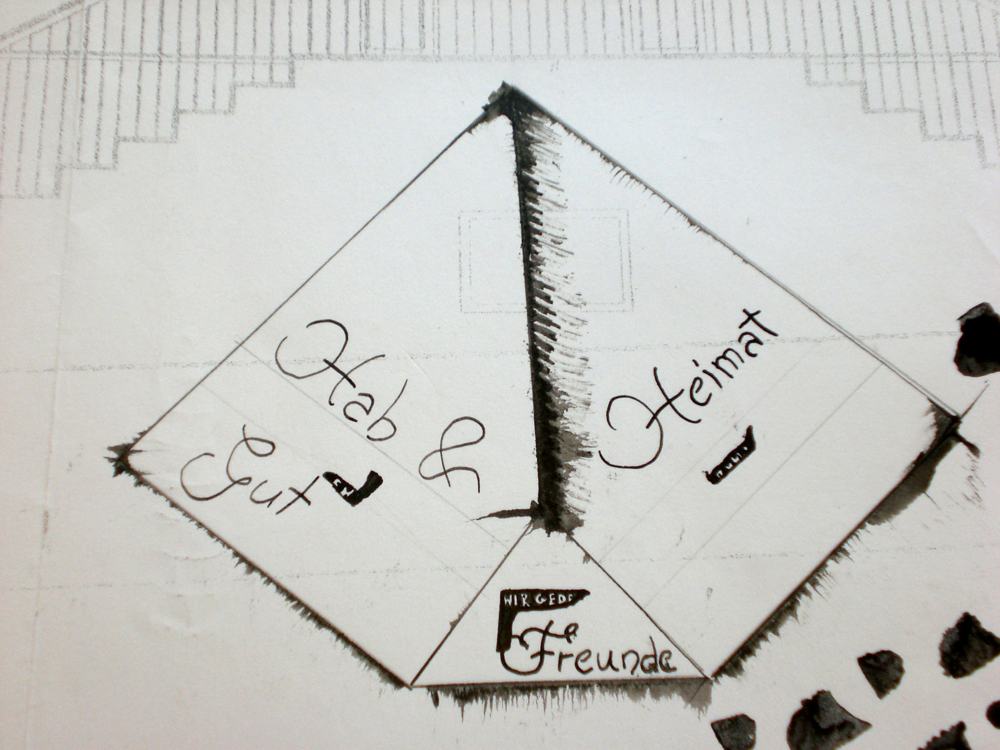 Hab &
Gut
Heimat
WIR GEDE
Freunde